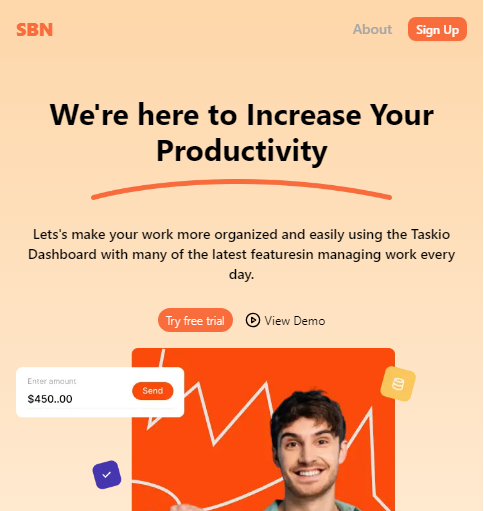 SBN
About
Sign Up
We're here to Increase Your
Productivity
Lets's make your work more organized and easily using the Taskio
Dashboard with many of the latest featuresin managing work every
day.
Try free trial
View Demo
Enter amount
$450..00
Send